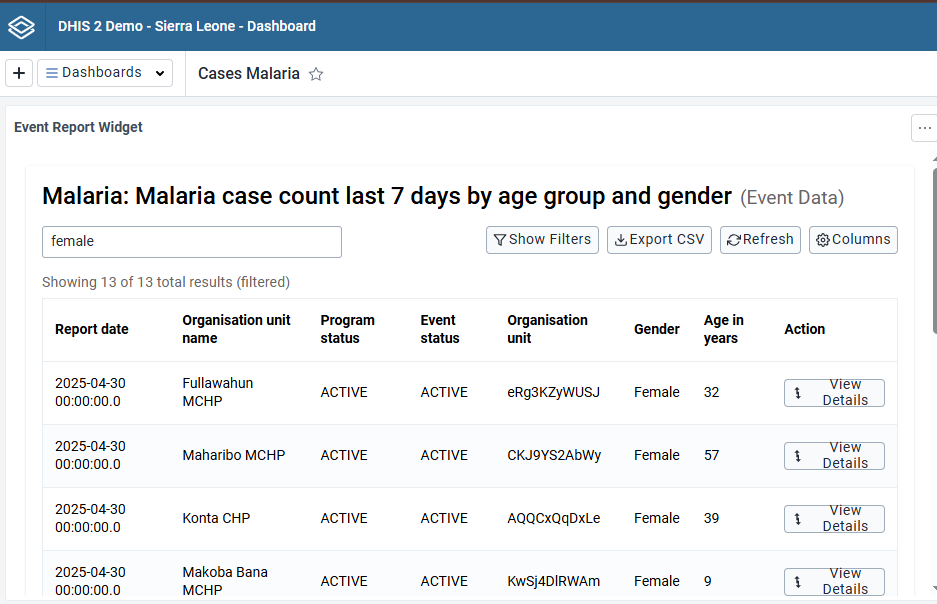 DHIS 2 Demo - Sierra Leone - Dashboard
+ Dashboards Cases Malaria
Event Report Widget
...
Malaria: Malaria case count last 7 days by age group and gender (Event Data)
female Show Filters Export CSV Refresh Columns
Showing 13 of 13 total results (filtered)
Report date Organisation unit name Program status Event status Organisation unit Gender Age in years Action
2025-04-30 00:00:00.0 Fullawahun MCHP ACTIVE ACTIVE eRg3KZyWUSJ Female 32 View Details
2025-04-30 00:00:00.0 Maharibo MCHP ACTIVE ACTIVE CKJ9YS2AbWy Female 57 View Details
2025-04-30 00:00:00.0 Konta CHP ACTIVE ACTIVE AQQCxQqDxLe Female 39 View Details
2025-04-30 00:00:00.0 Makoba Bana MCHP ACTIVE ACTIVE KwSj4DlRWAm Female 9 View Details